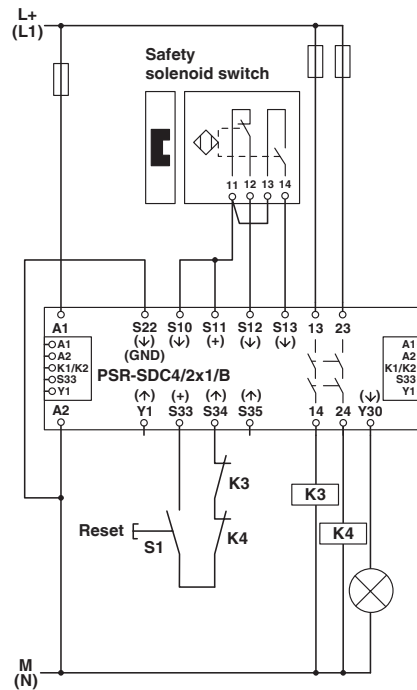 L+
(L1)
Safety
solenoid switch
11 12 13 14
A1 S22 S10 S11 S12 S13 13 23
(↓) (↓) (+) (↓) (↓)
(GND)
A1
A2
K1/K2
S33
Y1
A1
A2
K1/K2
S33
Y1
PSR-SDC4/2x1/B
(↑) (+) (↑) (↑) (↓)
A2 Y1 S33 S34 S35 14 24 Y30
K3
K4
Reset
S1
K3
K4
M
(N)